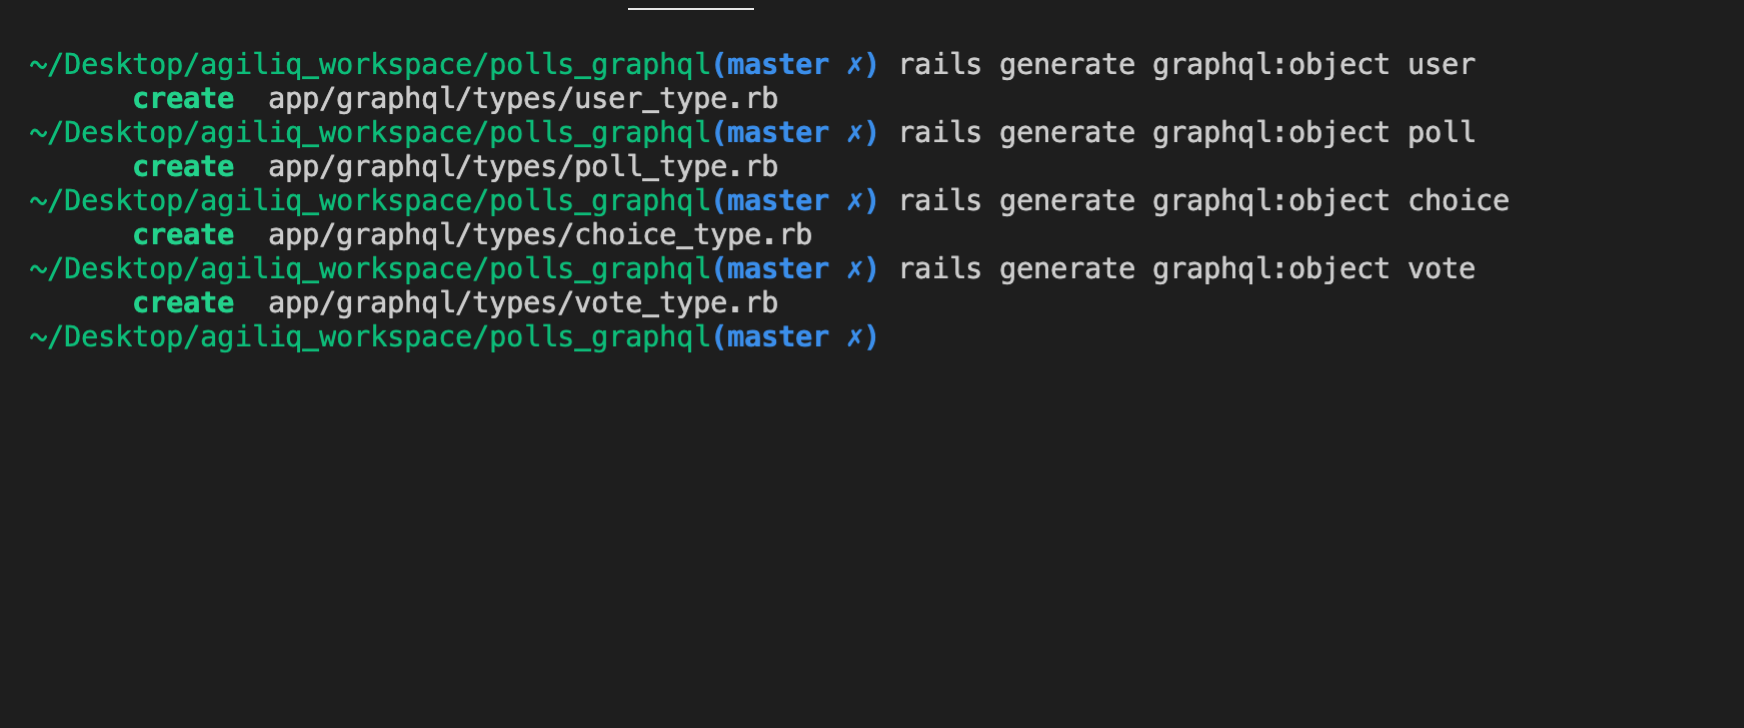 ~/Desktop/agiliq_workspace/polls_graphql(master ✗) rails generate graphql:object user
create app/graphql/types/user_type.rb
~/Desktop/agiliq_workspace/polls_graphql(master ✗) rails generate graphql:object poll
create app/graphql/types/poll_type.rb
~/Desktop/agiliq_workspace/polls_graphql(master ✗) rails generate graphql:object choice
create app/graphql/types/choice_type.rb
~/Desktop/agiliq_workspace/polls_graphql(master ✗) rails generate graphql:object vote
create app/graphql/types/vote_type.rb
~/Desktop/agiliq_workspace/polls_graphql(master ✗)